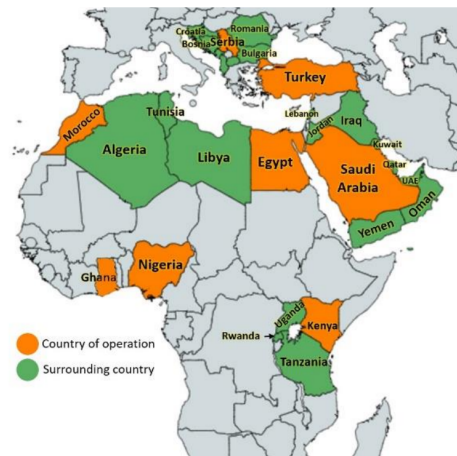 Croatia
Romania
Bosnia
Serbia
Bulgaria
Turkey
Morocco
Tunisia
Lebanon
Jordan
Iraq
Algeria
Libya
Egypt
Kuwait
Qatar
Saudi
Arabia
UAE
Oman
Yemen
Ghana
Nigeria
Uganda
Kenya
Rwanda
Tanzania
Country of operation
Surrounding country